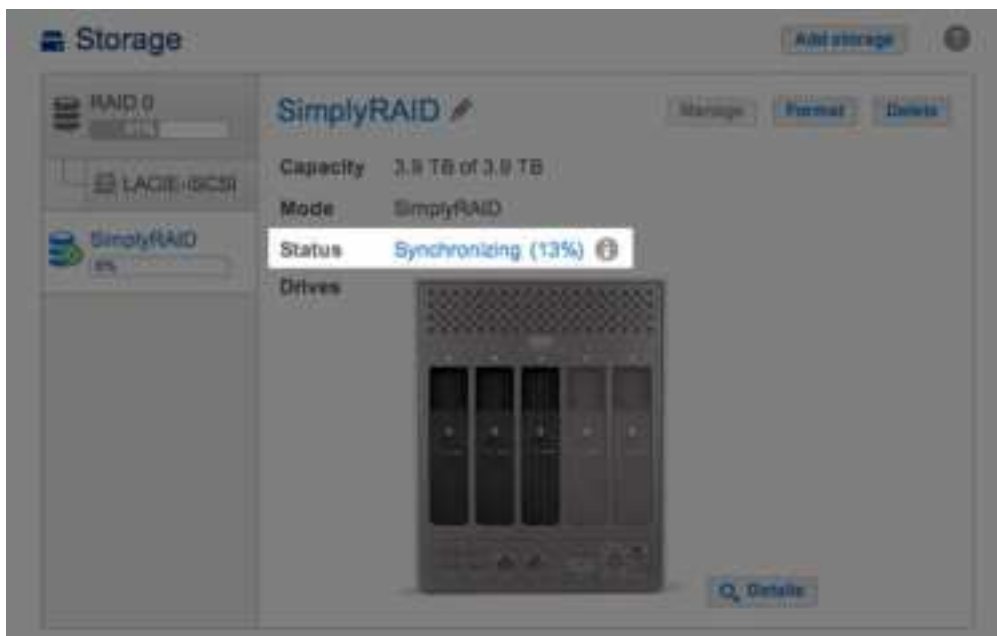 Storage
Add storage
RAID 0
SimplyRAID
Manage
Format
Delete
LACIE-iSCSI
Capacity 3.9 TB of 3.9 TB
Mode SimplyRAID
SimplyRAID
Status Synchronizing (13%)
Drives
Details